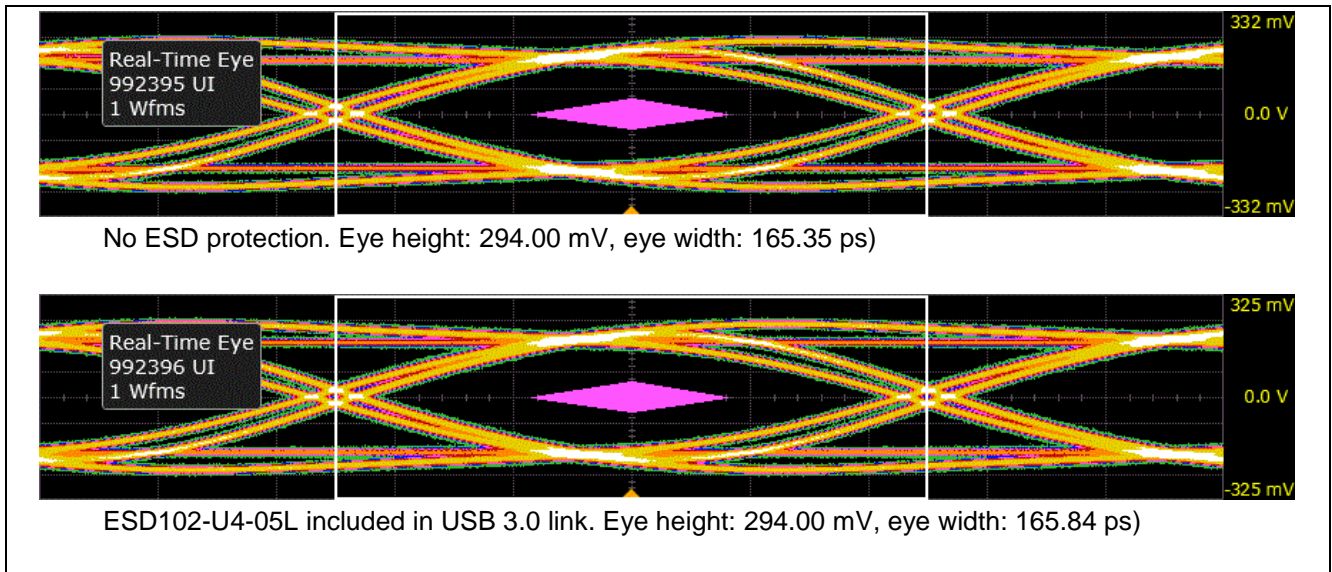 332 mV
Real-Time Eye
992395 UI
1 Wfms
0.0 V
-332 mV
No ESD protection. Eye height: 294.00 mV, eye width: 165.35 ps)
325 mV
Real-Time Eye
992396 UI
1 Wfms
0.0 V
-325 mV
ESD102-U4-05L included in USB 3.0 link. Eye height: 294.00 mV, eye width: 165.84 ps)